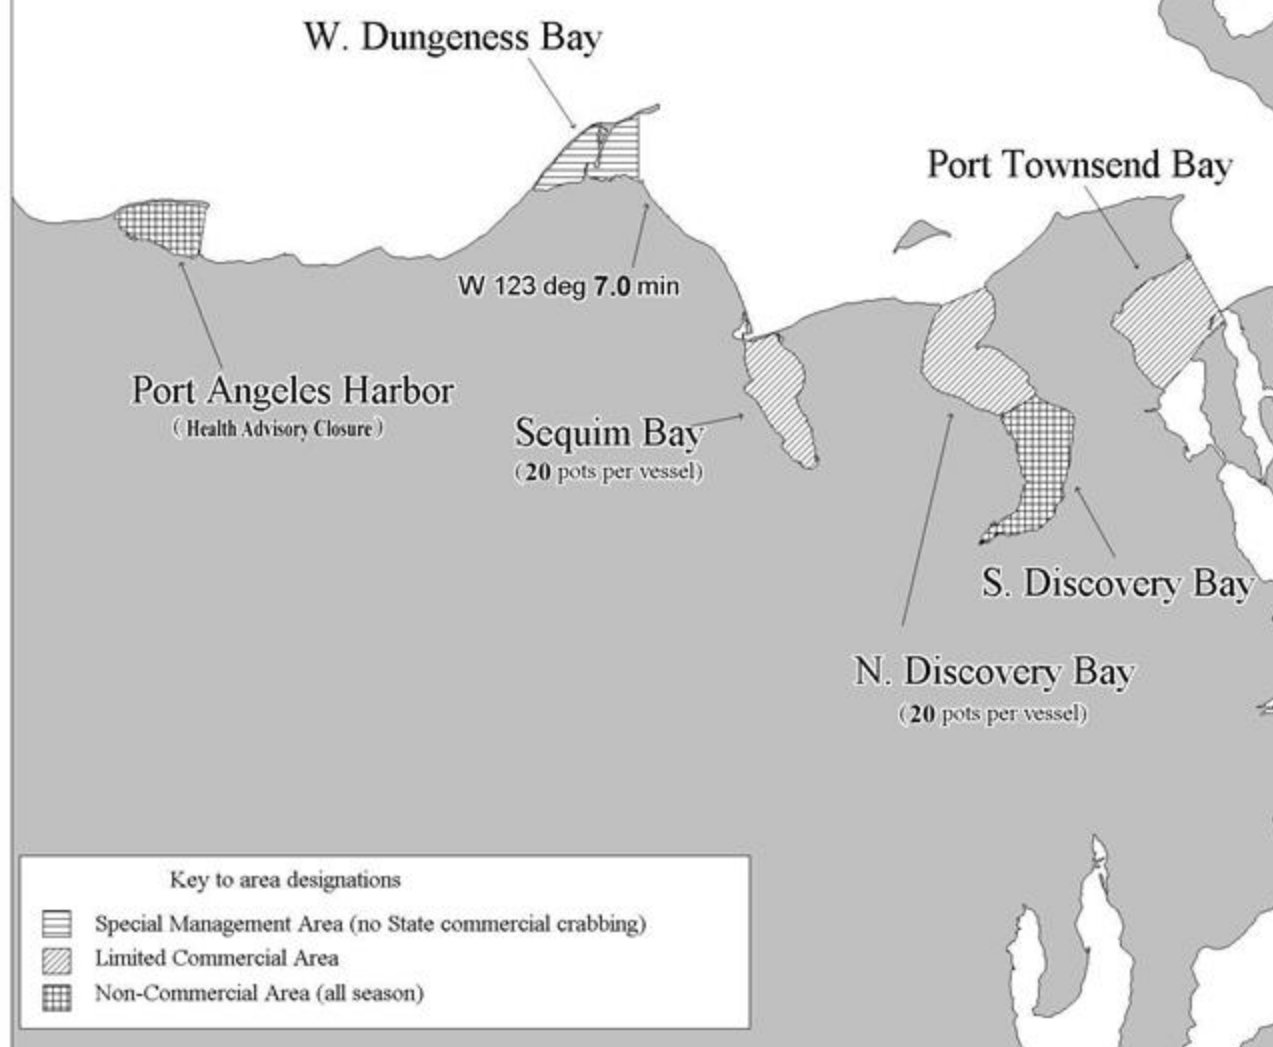 W. Dungeness Bay
Port Townsend Bay
W 123 deg 7.0 min
Port Angeles Harbor
(Health Advisory Closure)
Sequim Bay
(20 pots per vessel)
S. Discovery Bay
N. Discovery Bay
(20 pots per vessel)
Key to area designations
Special Management Area (no State commercial crabbing)
Limited Commercial Area
Non-Commercial Area (all season)